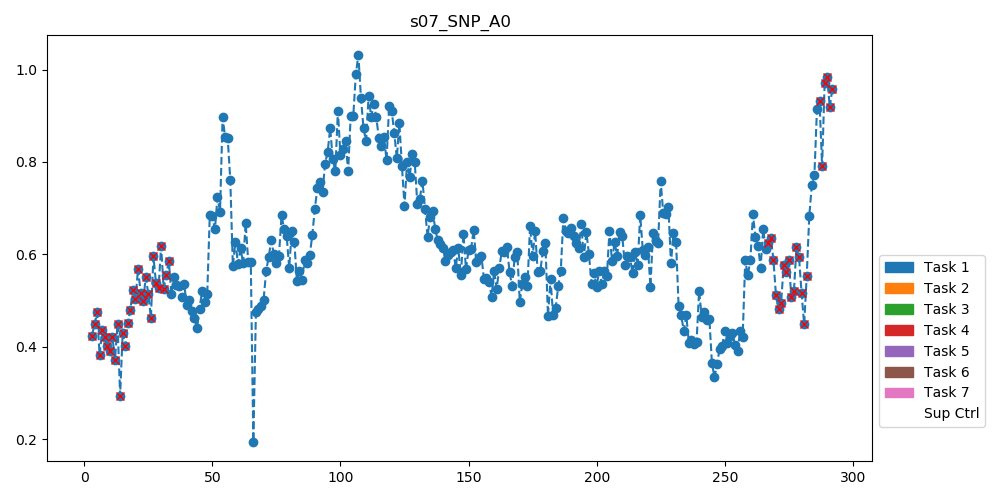 s07_SNP_A0
1.0
0.8
0.6
0.4
0.2
0
50
100
150
200
250
300
Task 1
Task 2
Task 3
Task 4
Task 5
Task 6
Task 7
Sup Ctrl